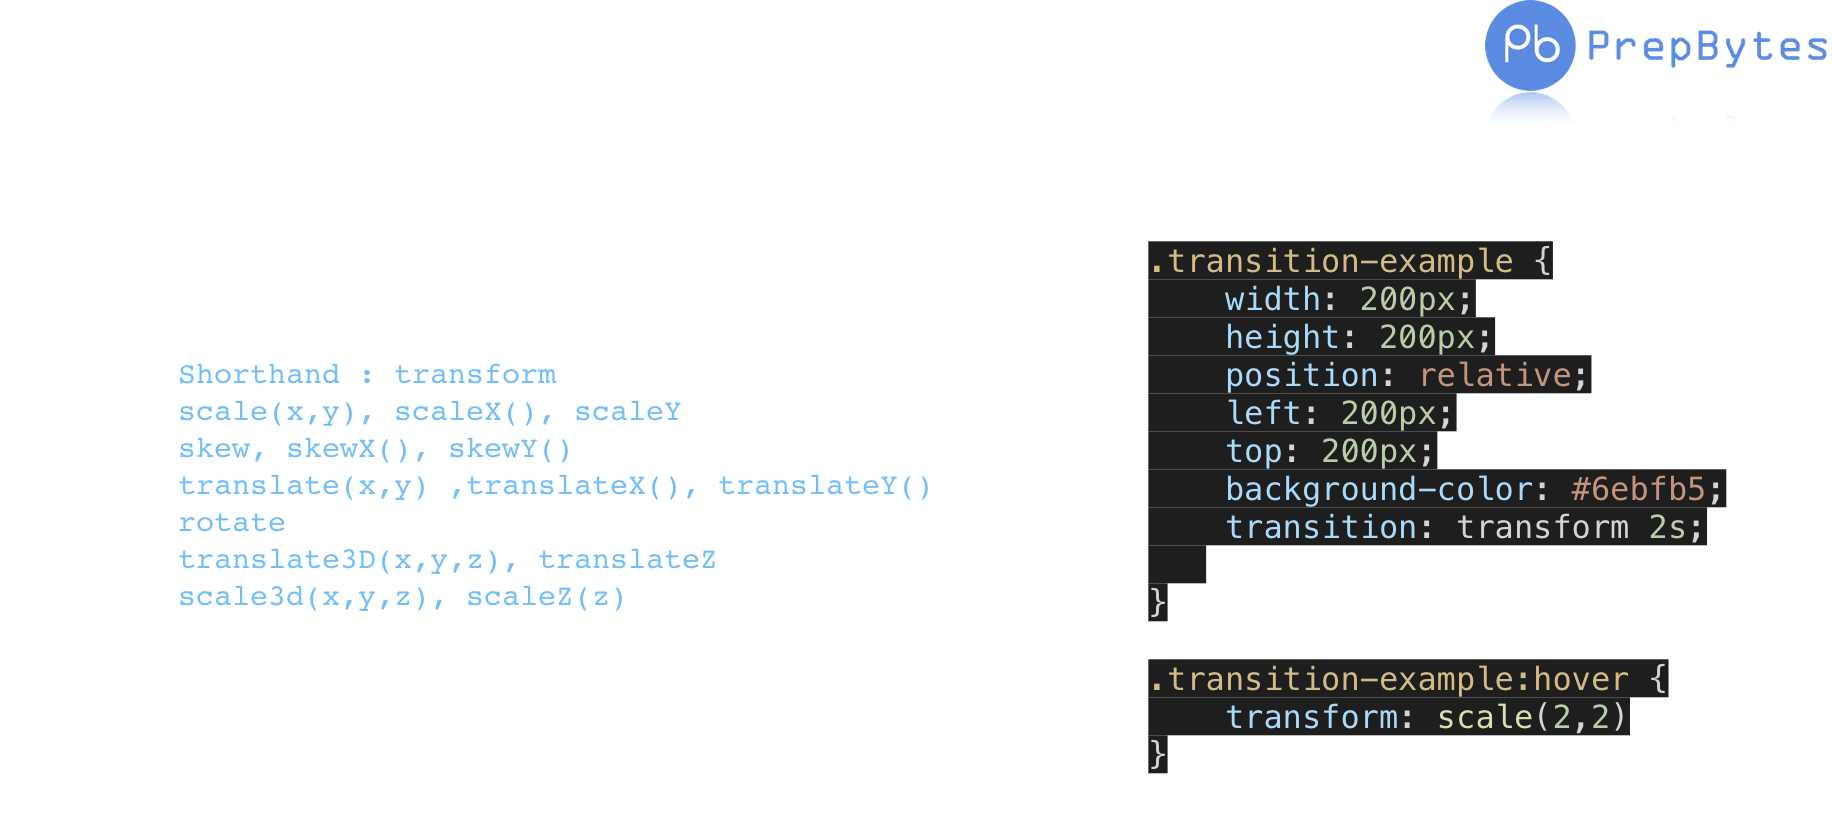 Pb PrepBytes
Shorthand : transform
scale(x,y), scaleX(), scaleY
skew, skewX(), skewY()
translate(x,y) ,translateX(), translateY()
rotate
translate3D(x,y,z), translateZ
scale3d(x,y,z), scaleZ(z)
.transition-example {
    width: 200px;
    height: 200px;
    position: relative;
    left: 200px;
    top: 200px;
    background-color: #6ebfb5;
    transition: transform 2s;
}
.transition-example:hover {
    transform: scale(2,2)
}